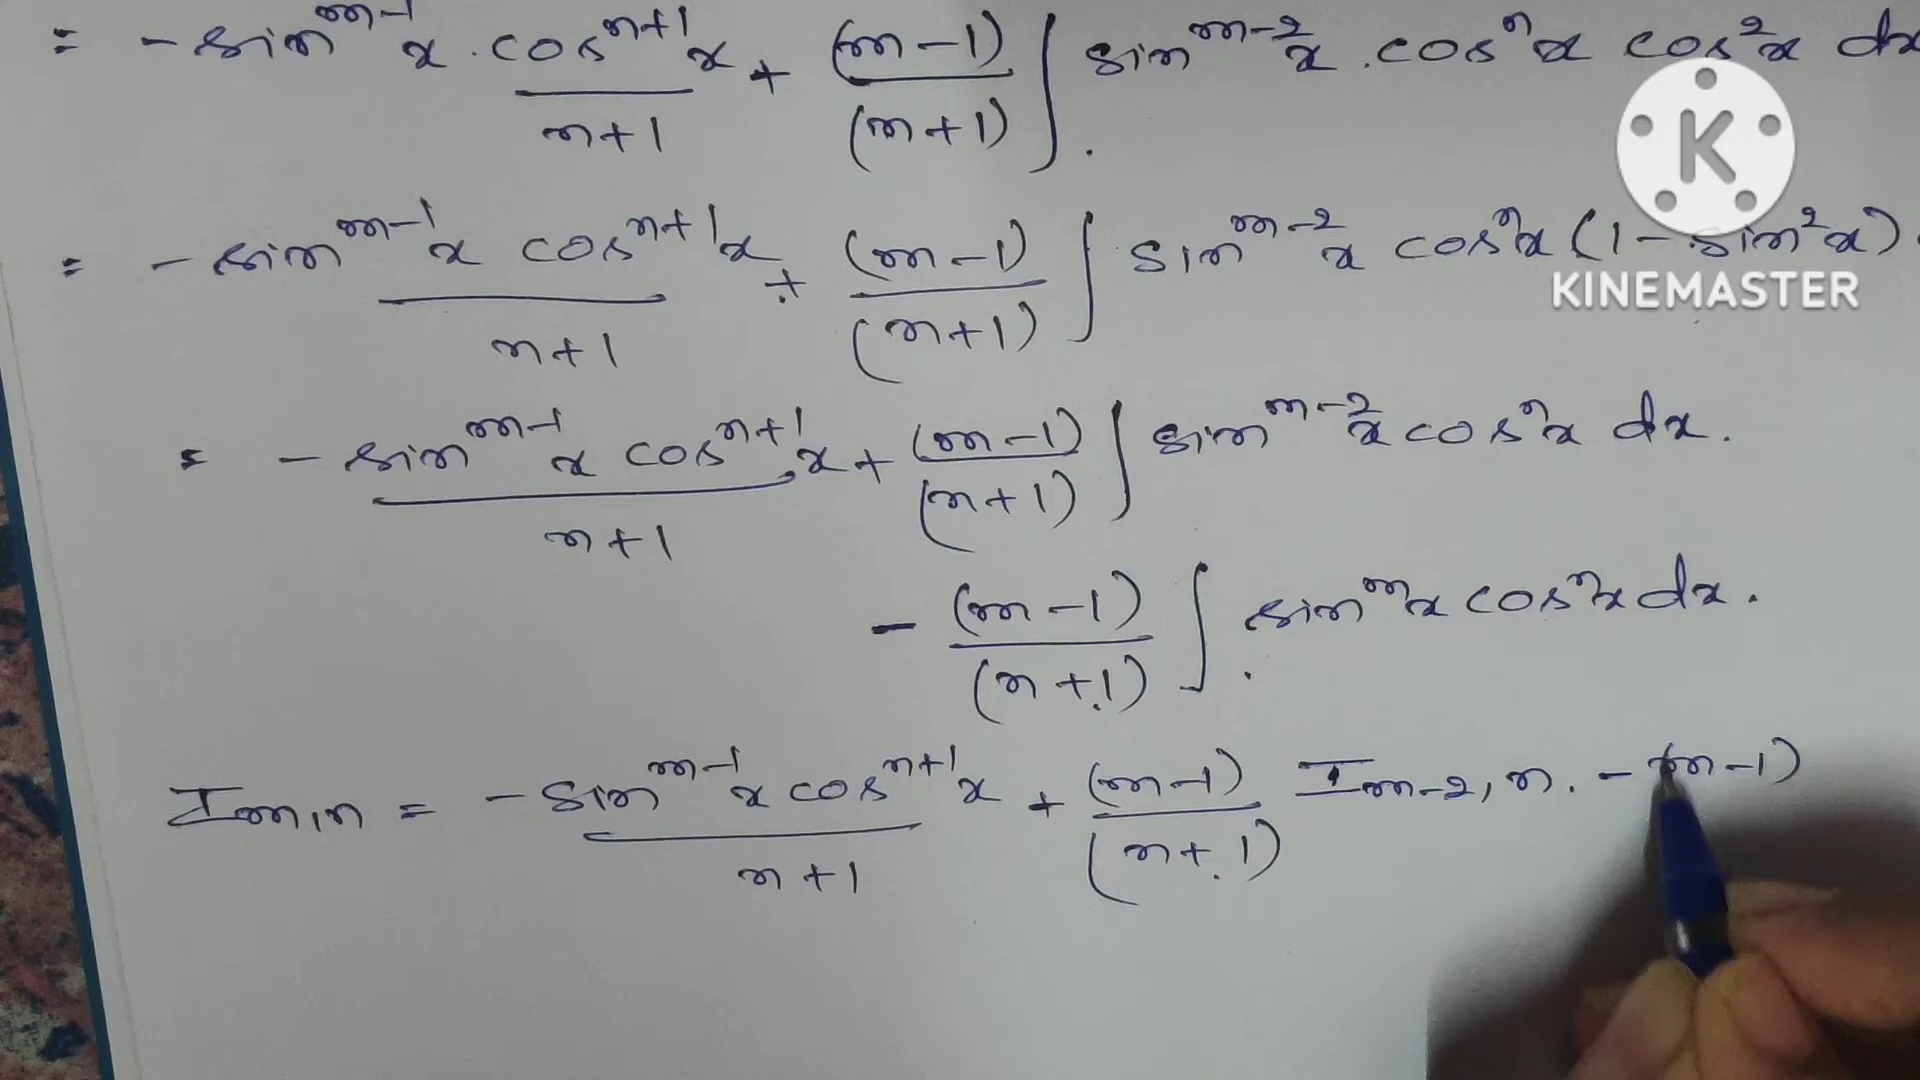 = - sin^{m-1}x . cos^{n+1}x / n+1 + (m-1)/(n+1) ∫ sin^{m-2}x . cos^n x cos^2 x dx
= - sin^{m-1}x cos^{n+1}x / n+1 + (m-1)/(n+1) ∫ sin^{m-2}x cos^n x (1 - sin^2 x)
= - sin^{m-1}x cos^{n+1}x / n+1 + (m-1)/(n+1) ∫ sin^{m-2}x cos^n x dx.
- (m-1)/(n+1) ∫ sin^m x cos^n x dx.
I_{m,n} = - sin^{m-1}x cos^{n+1}x / n+1 + (m-1)/(n+1) I_{m-2,n}. - (m-1)
K
KINEMASTER